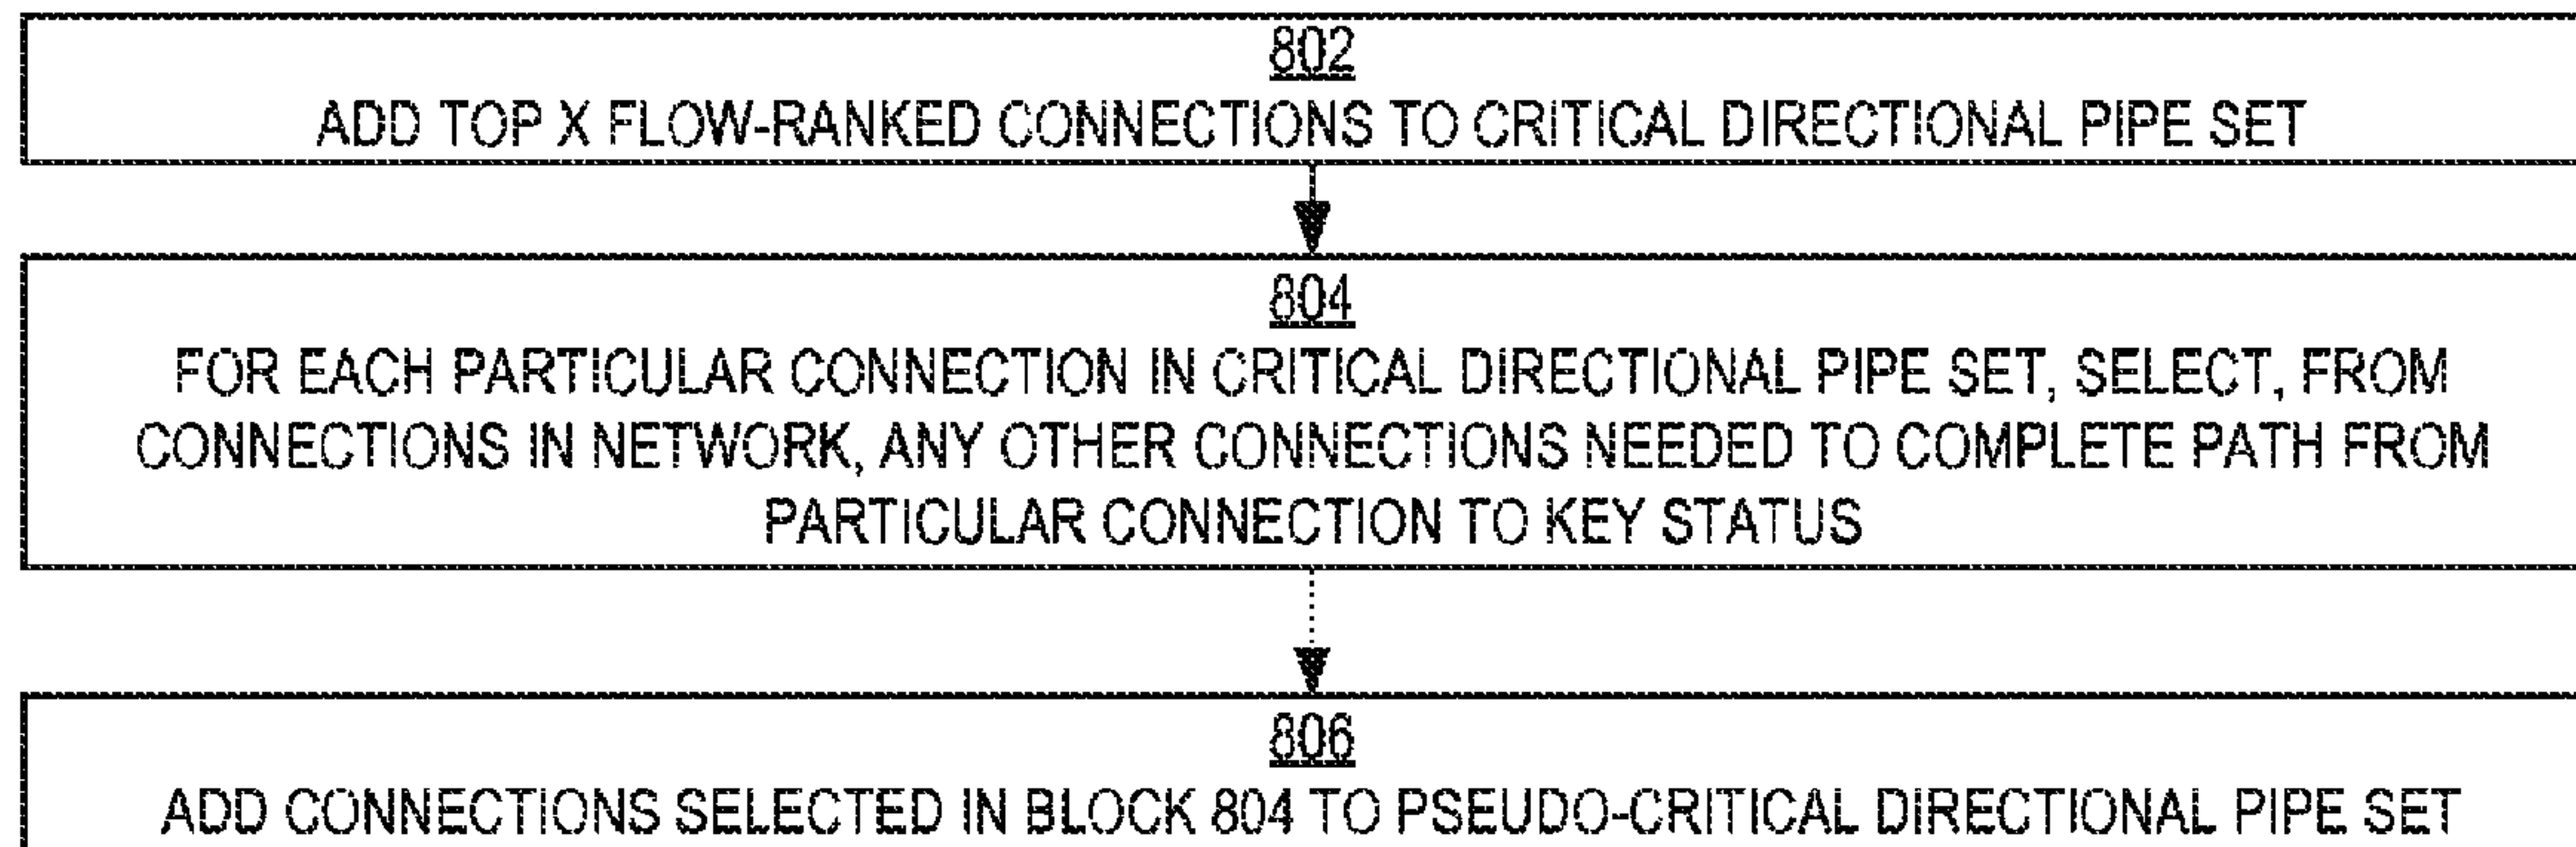 802
ADD TOP X FLOW-RANKED CONNECTIONS TO CRITICAL DIRECTIONAL PIPE SET
804
FOR EACH PARTICULAR CONNECTION IN CRITICAL DIRECTIONAL PIPE SET, SELECT, FROM
CONNECTIONS IN NETWORK, ANY OTHER CONNECTIONS NEEDED TO COMPLETE PATH FROM
PARTICULAR CONNECTION TO KEY STATUS
806
ADD CONNECTIONS SELECTED IN BLOCK 804 TO PSEUDO-CRITICAL DIRECTIONAL PIPE SET